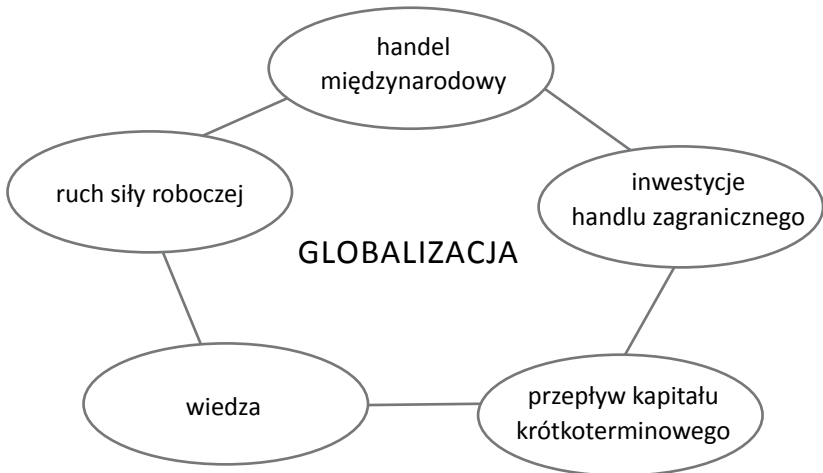 handel
międzynarodowy
ruch siły roboczej
inwestycje
handlu zagranicznego
GLOBALIZACJA
wiedza
przepływ kapitału
krótkoterminowego